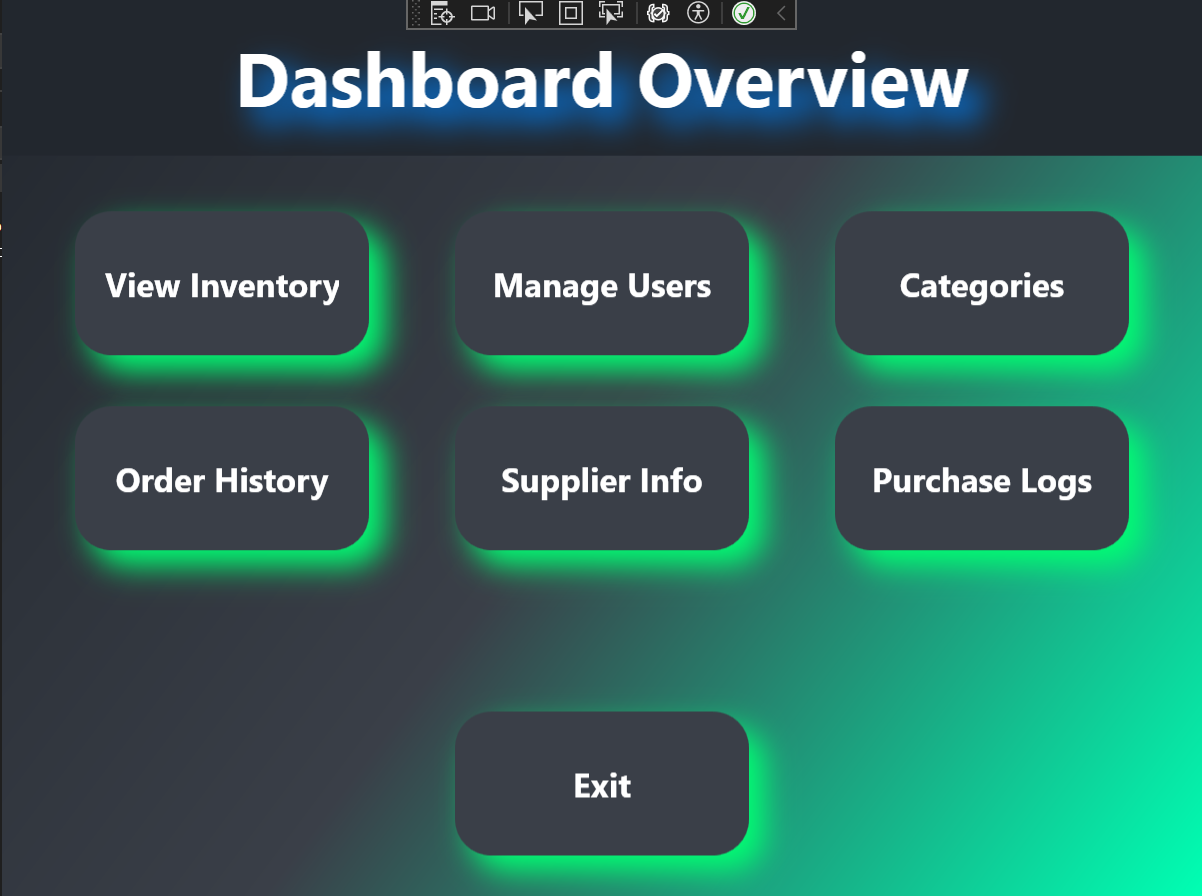 Dashboard Overview
View Inventory
Manage Users
Categories
Order History
Supplier Info
Purchase Logs
Exit